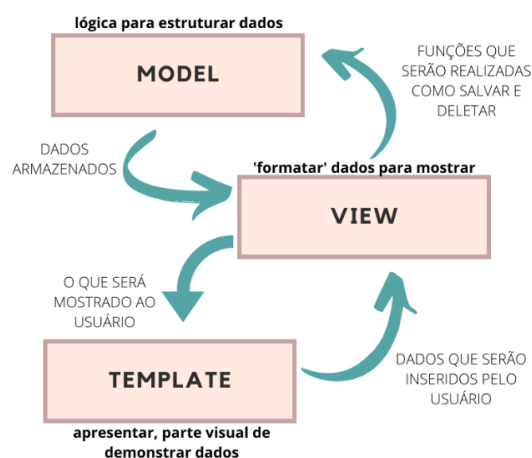 lógica para estruturar dados
MODEL
FUNÇÕES QUE
SERÃO REALIZADAS
COMO SALVAR E
DELETAR
DADOS
ARMAZENADOS
'formatar' dados para mostrar
VIEW
O QUE SERÁ
MOSTRADO AO
USUÁRIO
TEMPLATE
DADOS QUE SERÃO
INSERIDOS PELO
USUÁRIO
apresentar, parte visual de
demonstrar dados